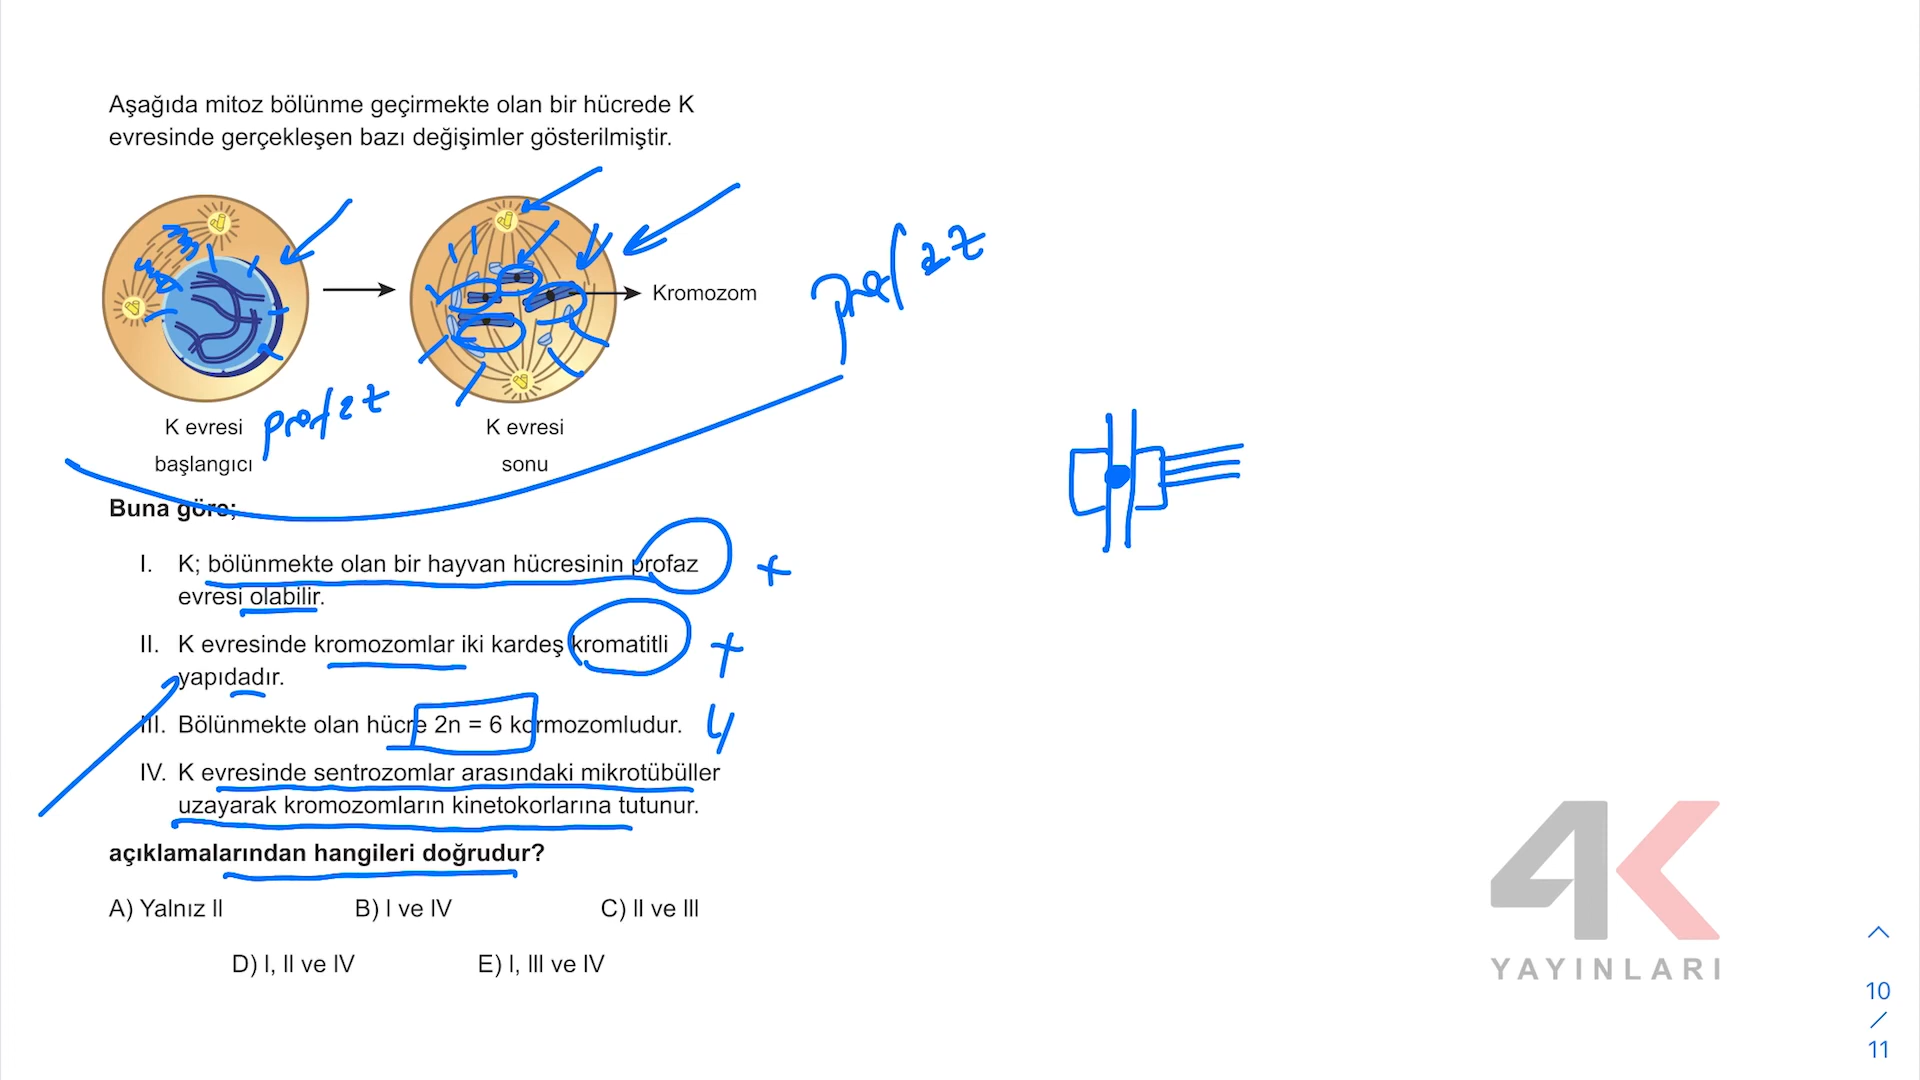 Aşağıda mitoz bölünme geçirmekte olan bir hücrede K
evresinde gerçekleşen bazı değişimler gösterilmiştir.
Kromozom
profaz
K evresi
başlangıcı
profaz
K evresi
sonu
Buna göre;
I. K; bölünmekte olan bir hayvan hücresinin profaz
evresi olabilir.
+
II. K evresinde kromozomlar iki kardeş kromatitli
yapıdadır.
+
III. Bölünmekte olan hücre 2n = 6 kormozomludur.
4
IV. K evresinde sentrozomlar arasındaki mikrotübüller
uzayarak kromozomların kinetokorlarına tutunur.
açıklamalarından hangileri doğrudur?
A) Yalnız II B) I ve IV C) II ve III
D) I, II ve IV E) I, III ve IV
4K
YAYINLARI
10
/
11